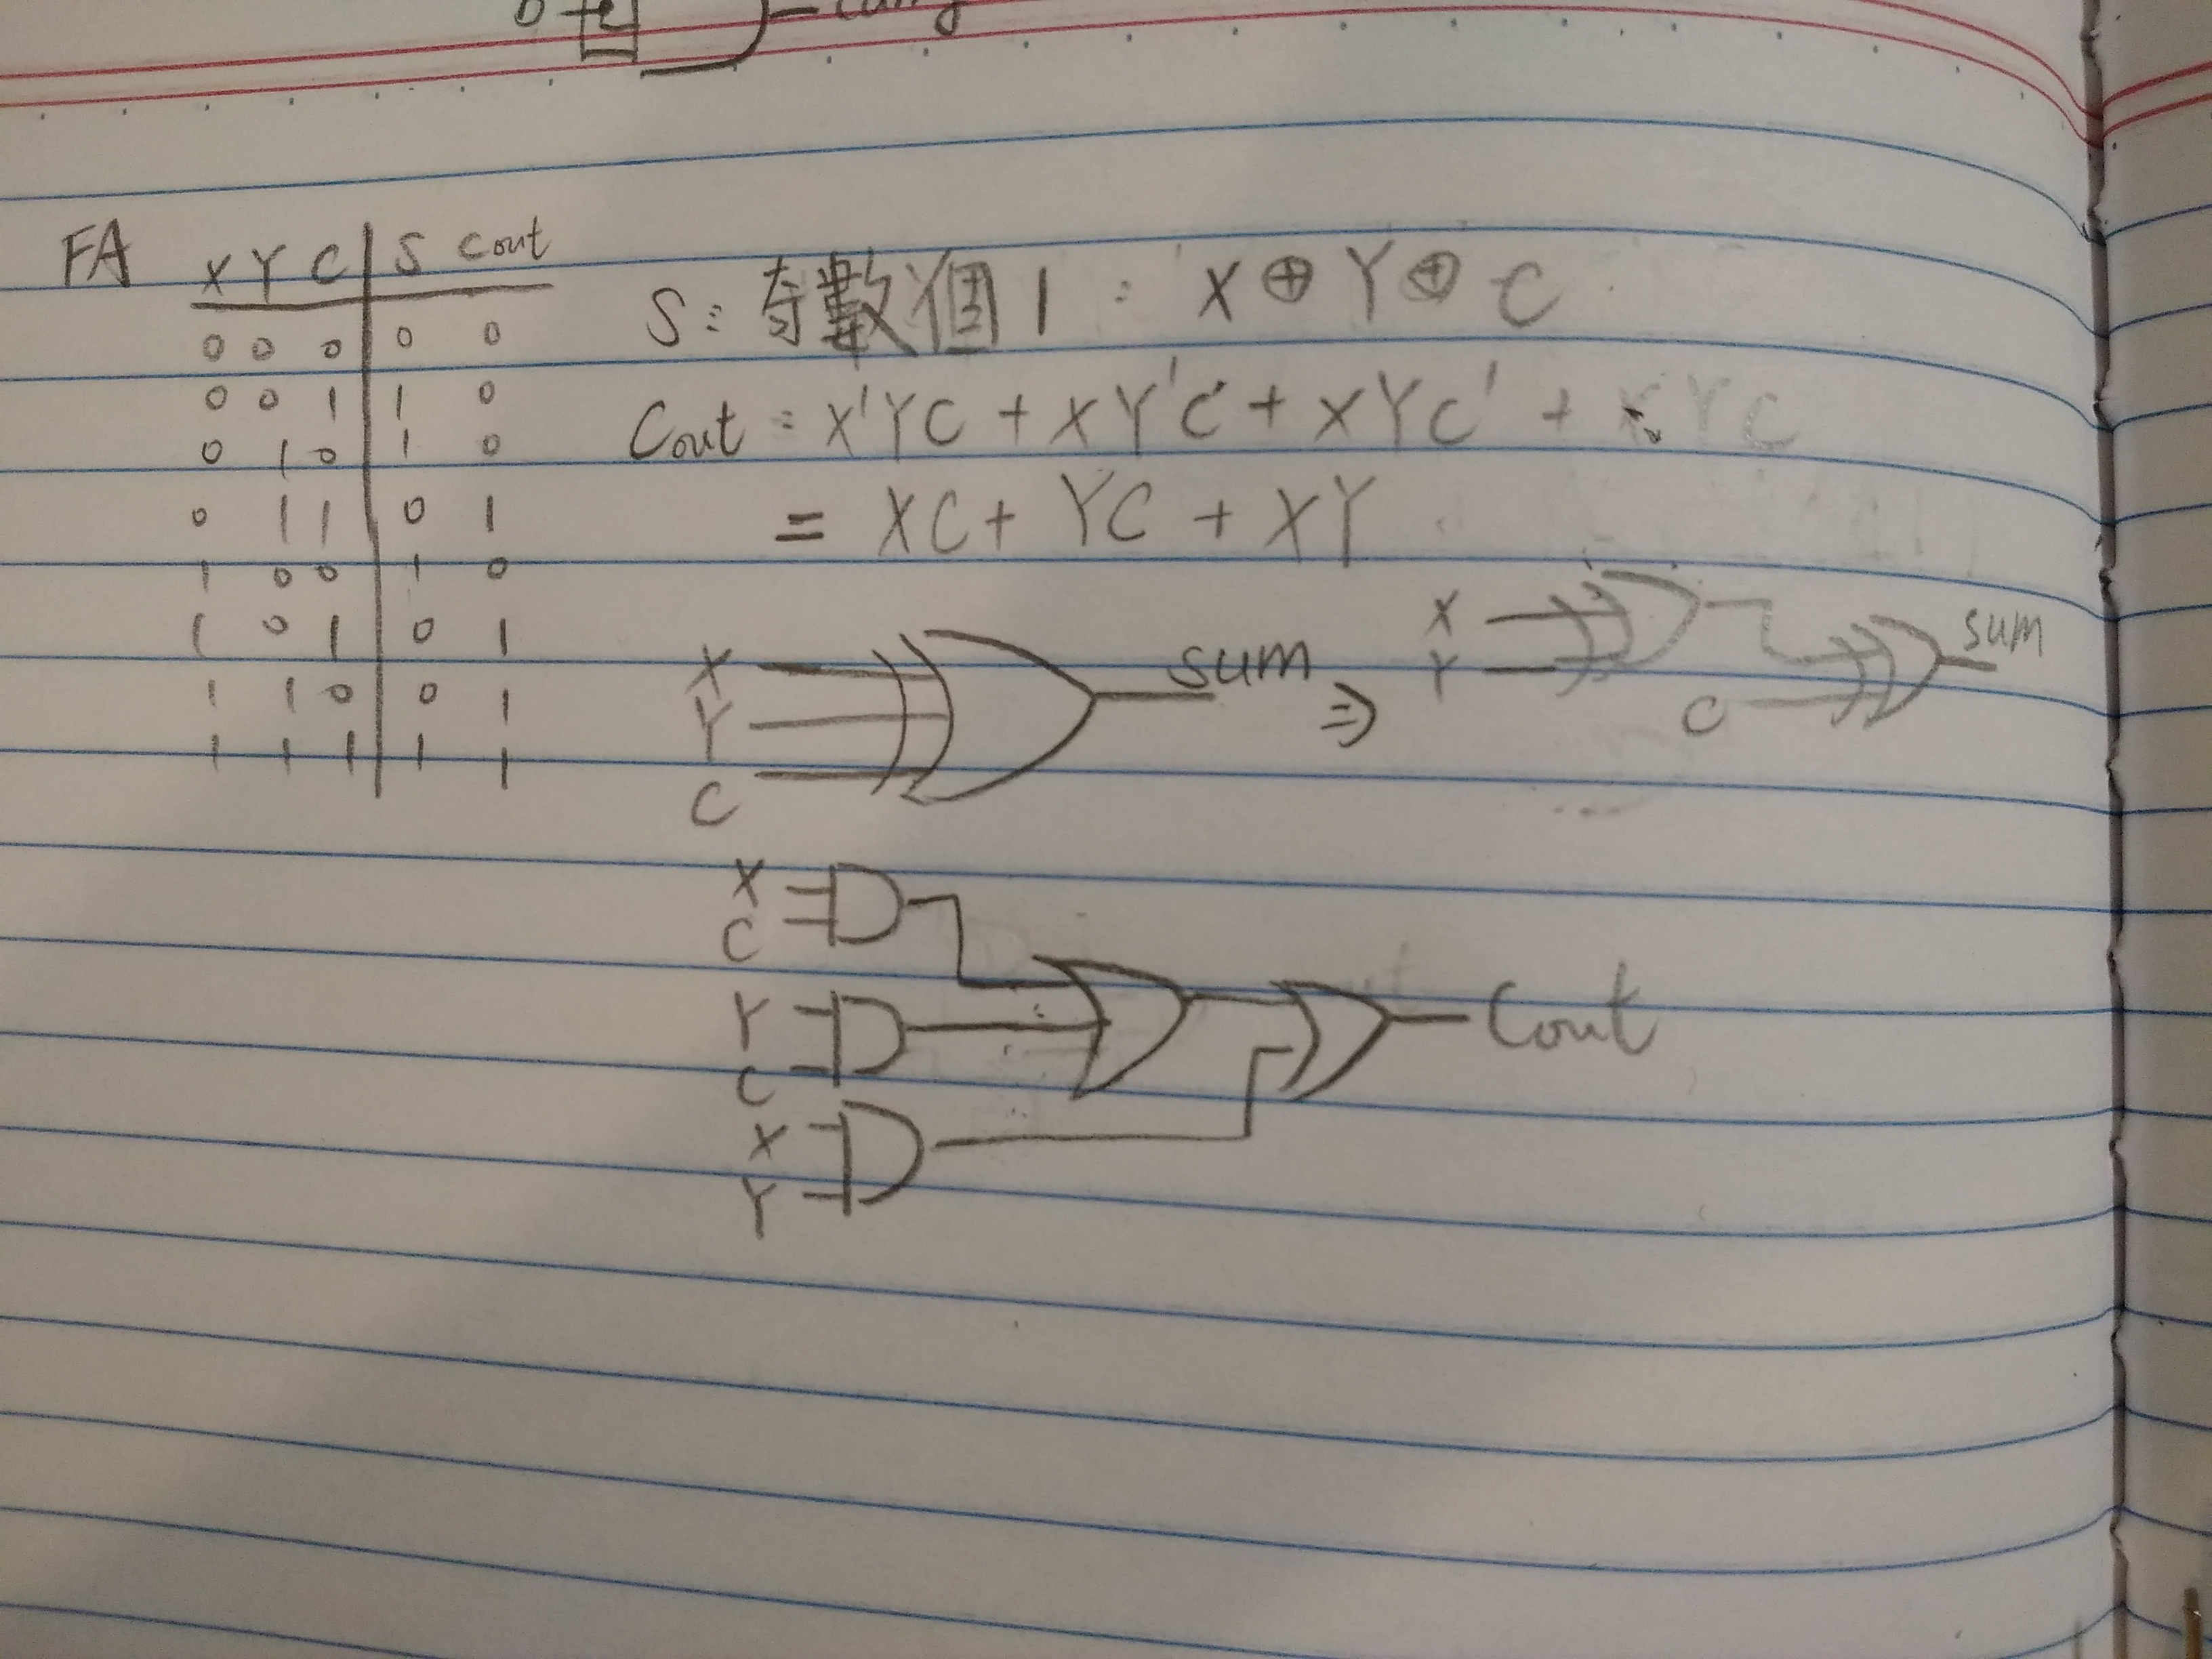 FA
X Y C S Cout
0 0 0 0 0
0 0 1 1 0
0 1 0 1 0
0 1 1 0 1
1 0 0 1 0
1 0 1 0 1
1 1 0 0 1
1 1 1 1 1
S: 奇數個1: X ⊕ Y ⊕ C
Cout = X'YC + XY'C + XYC' + XYC
= XC + YC + XY
X
Y
C
sum
⇒
X
Y
C
sum
X
C
Y
C
X
Y
Cout